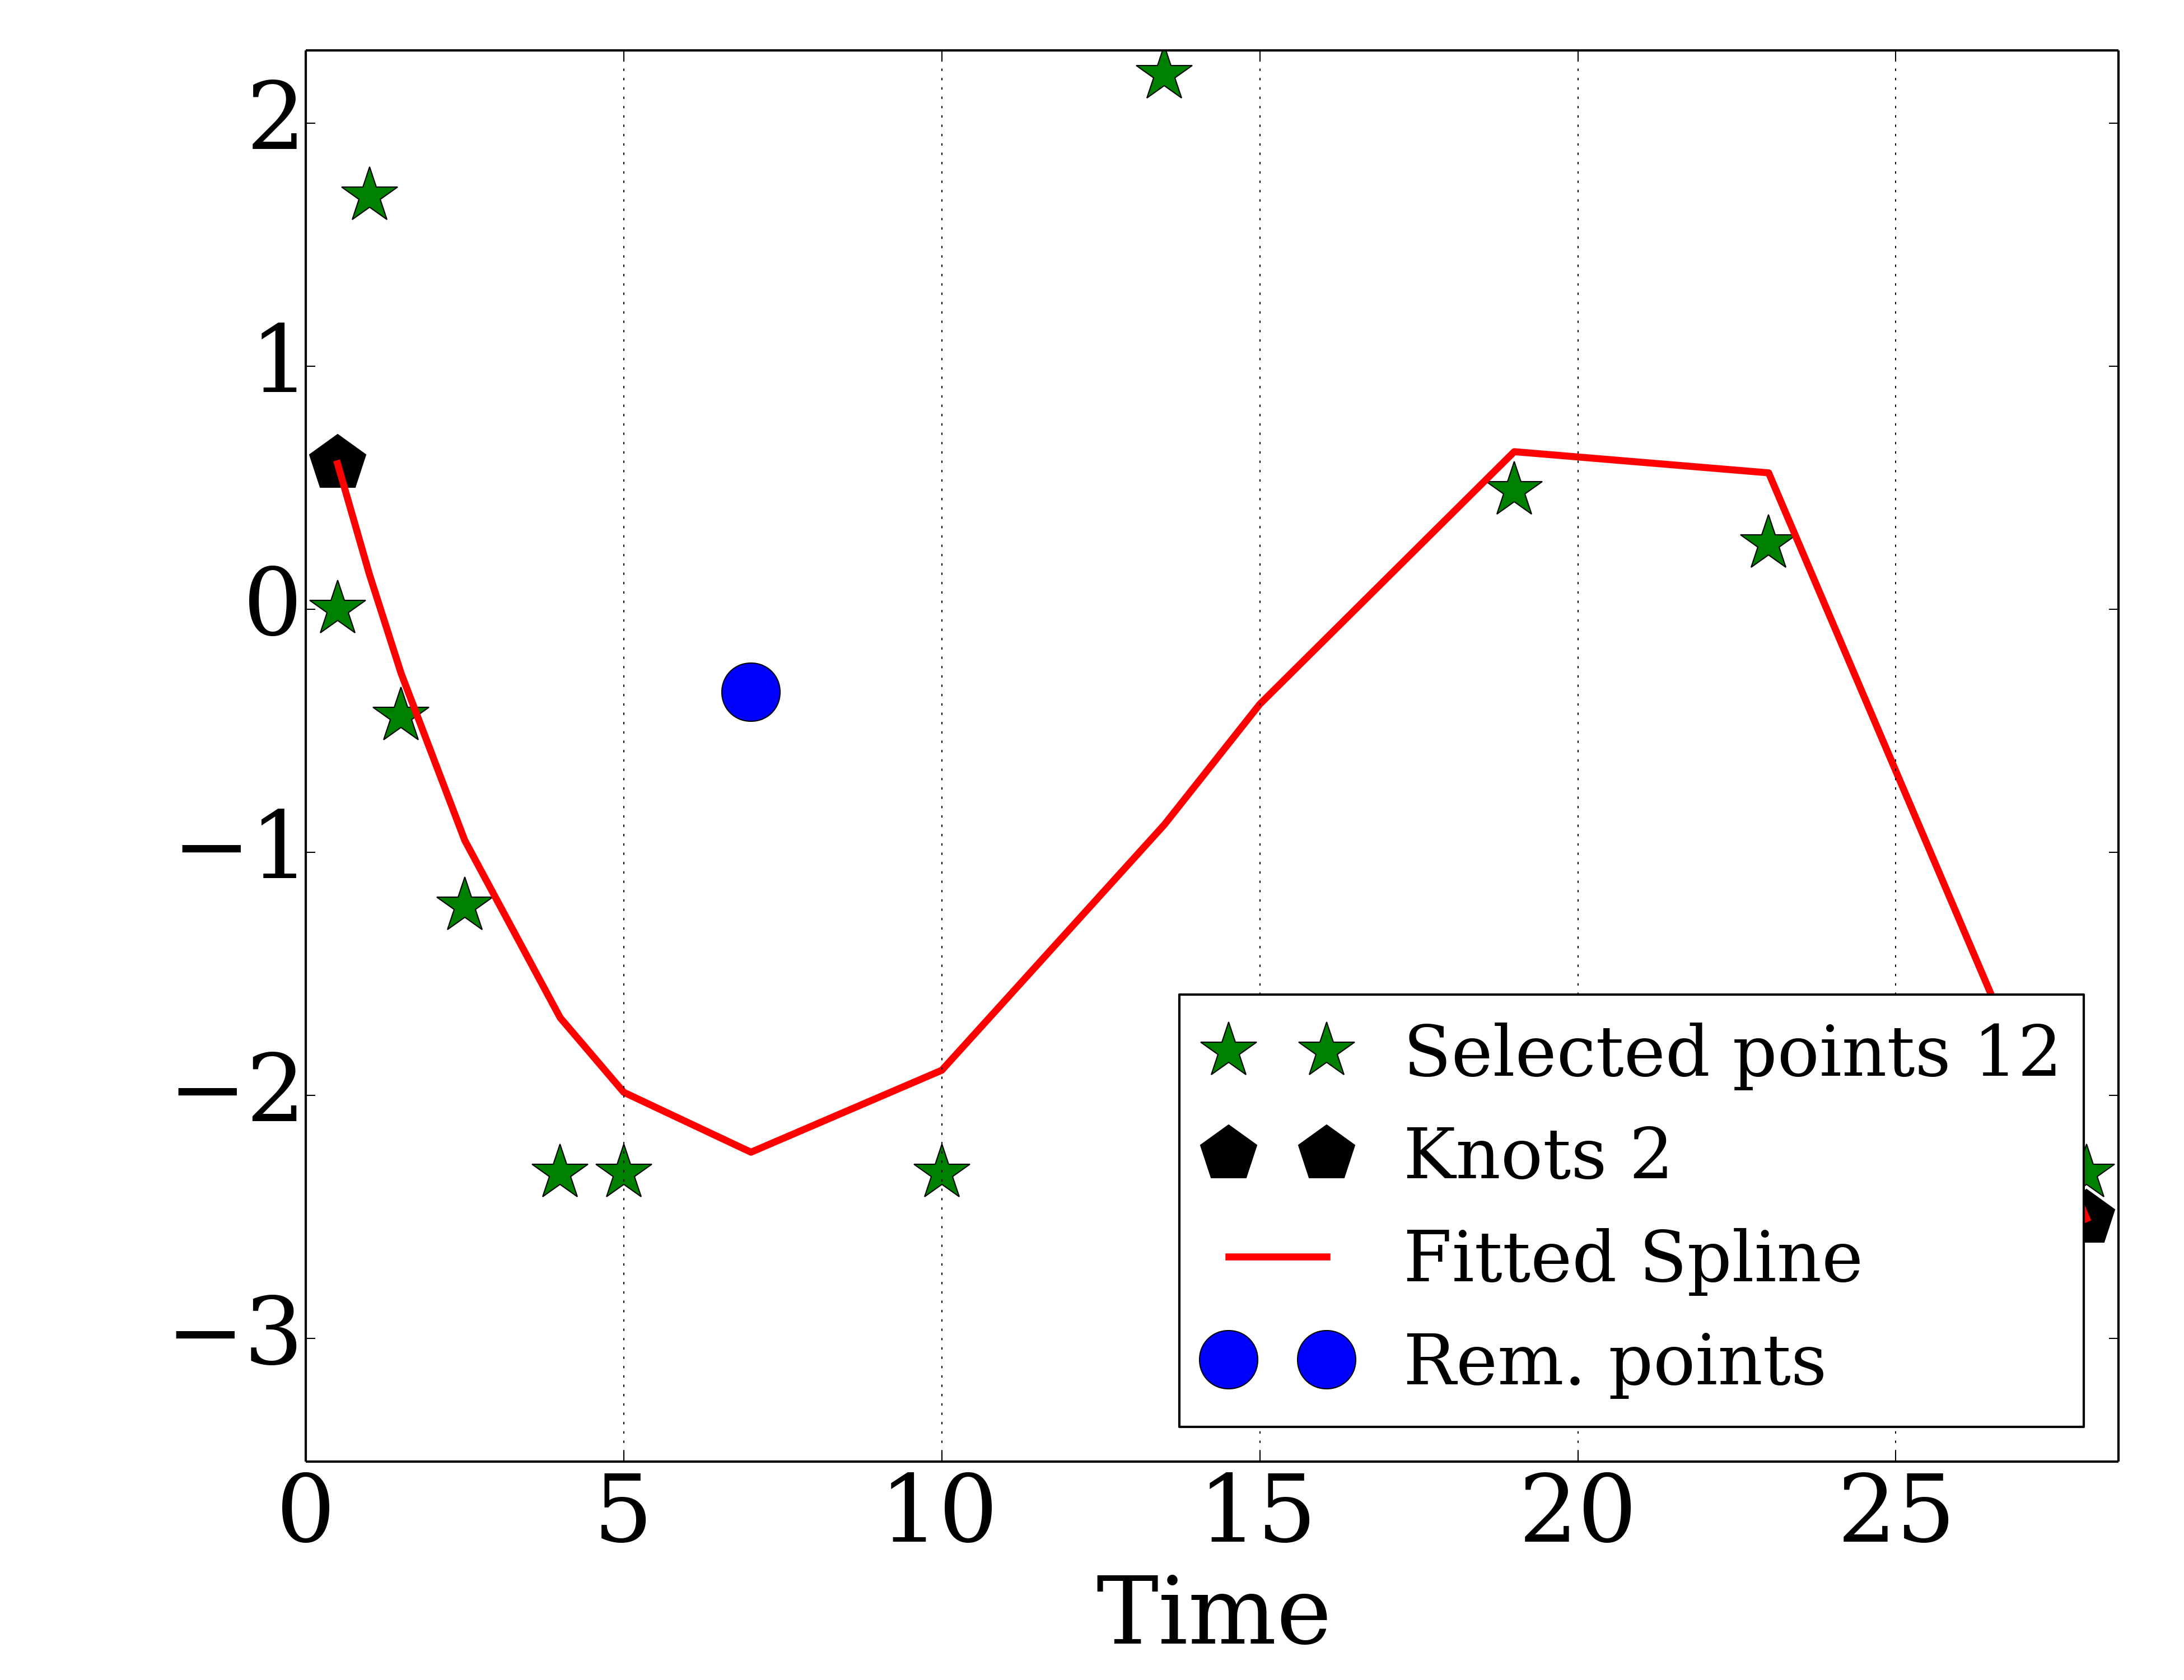 2
1
0
−1
−2
−3
0 5 10 15 20 25
Time
Selected points 12
Knots 2
Fitted Spline
Rem. points